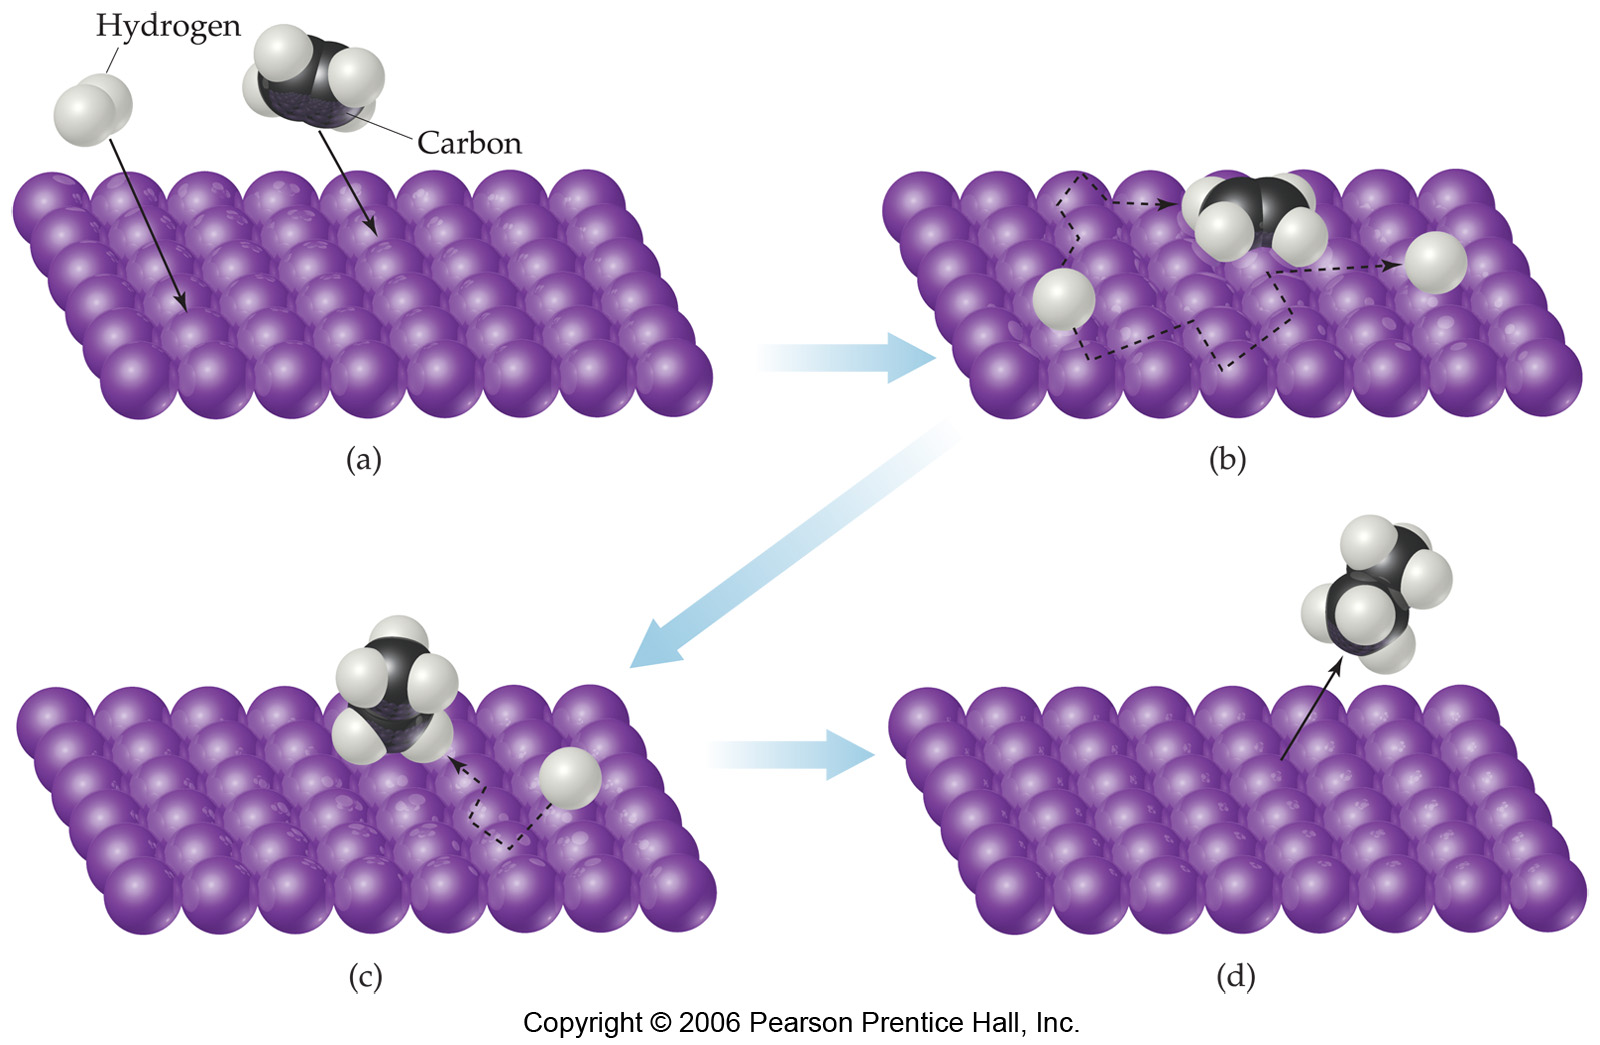 Hydrogen
Carbon
(a)
(b)
(c)
(d)
Copyright © 2006 Pearson Prentice Hall, Inc.